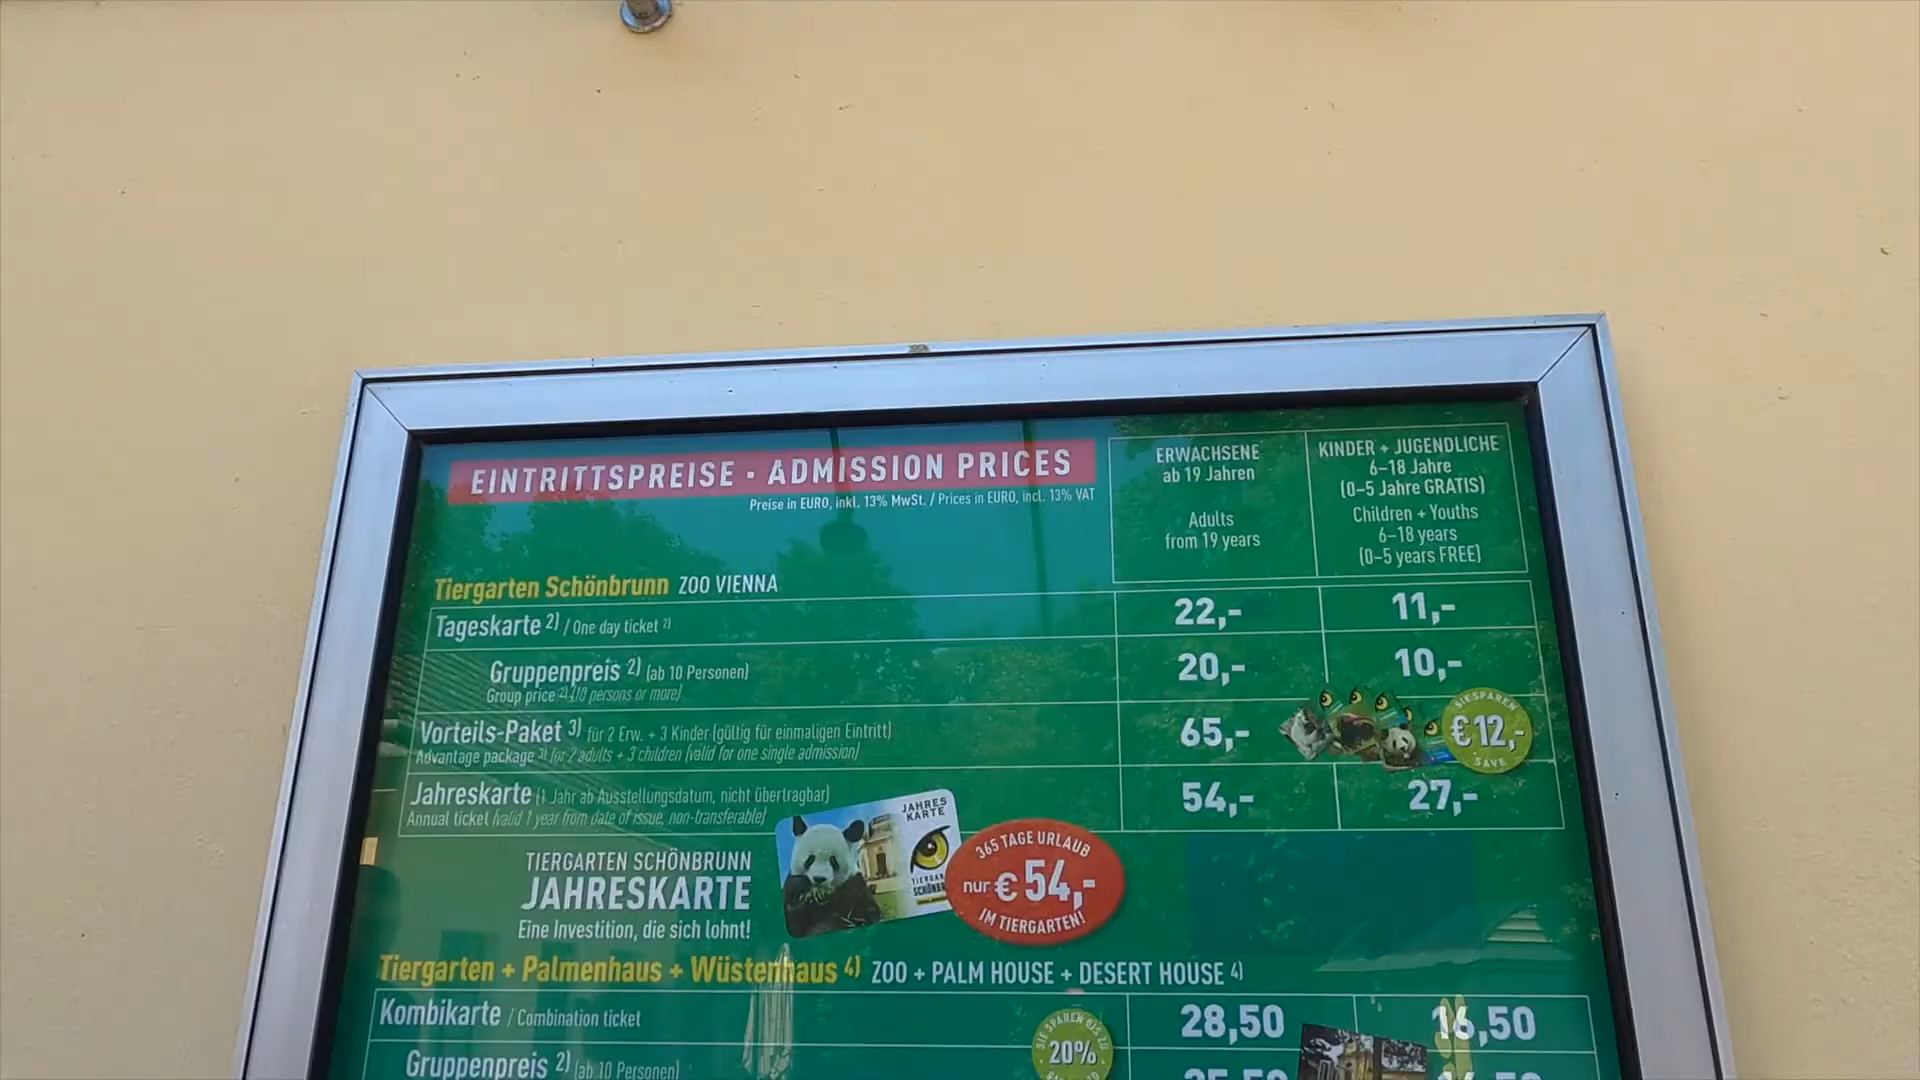 EINTRITTSPREISE · ADMISSION PRICES
Preise in EURO, inkl. 13% MwSt. / Prices in EURO, incl. 13% VAT
ERWACHSENE
ab 19 Jahren
Adults
from 19 years
KINDER + JUGENDLICHE
6–18 Jahre
(0–5 Jahre GRATIS)
Children + Youths
6–18 years
(0–5 years FREE)
Tiergarten Schönbrunn ZOO VIENNA
Tageskarte 2) / One day ticket 2) 22,- 11,-
Gruppenpreis 2) (ab 10 Personen) 20,- 10,-
Group price 2) (10 persons or more)
Vorteils-Paket 3) für 2 Erw. + 3 Kinder (gültig für einmaligen Eintritt) 65,-
Advantage package 3) for 2 adults + 3 children (valid for one single admission)
SIE SPAREN
€ 12,-
SAVE
Jahreskarte (1 Jahr ab Ausstellungsdatum, nicht übertragbar) 54,- 27,-
Annual ticket (valid 1 year from date of issue, non-transferable)
TIERGARTEN SCHÖNBRUNN
JAHRESKARTE
Eine Investition, die sich lohnt!
JAHRES
KARTE
365 TAGE URLAUB
nur € 54,-
IM TIERGARTEN!
Tiergarten + Palmenhaus + Wüstenhaus 4) ZOO + PALM HOUSE + DESERT HOUSE 4)
Kombikarte / Combination ticket 28,50 16,50
SIE SPAREN BIS ZU
20%
Gruppenpreis 2) (ab 10 Personen)